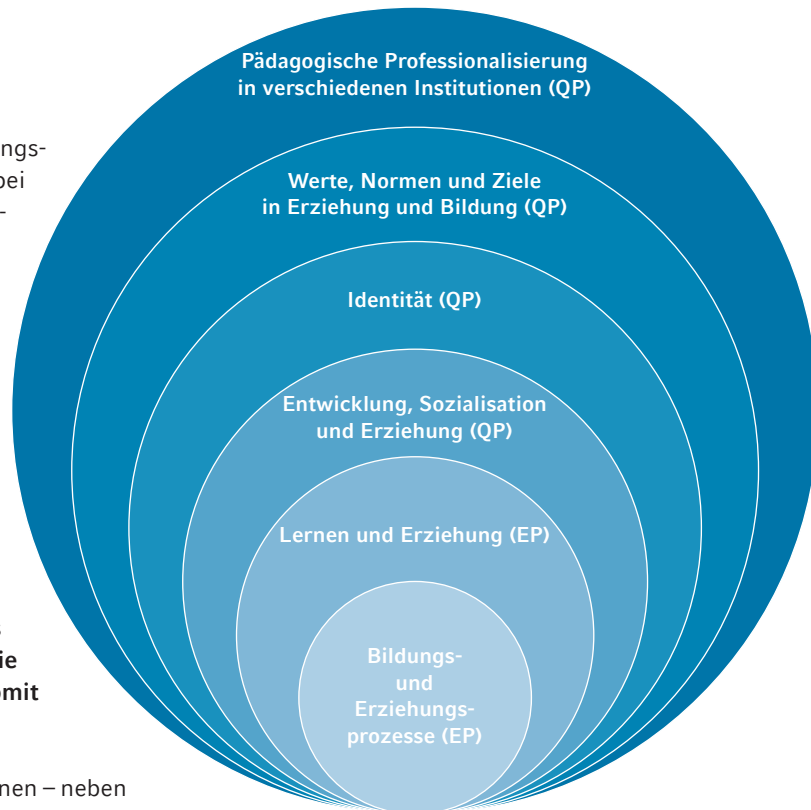 Pädagogische Professionalisierung
in verschiedenen Institutionen (QP)
ngs-
bei
-
Werte, Normen und Ziele
in Erziehung und Bildung (QP)
Identität (QP)
Entwicklung, Sozialisation
und Erziehung (QP)
Lernen und Erziehung (EP)
ie
omit
Bildungs-
und
Erziehungs-
prozesse (EP)
nen – neben